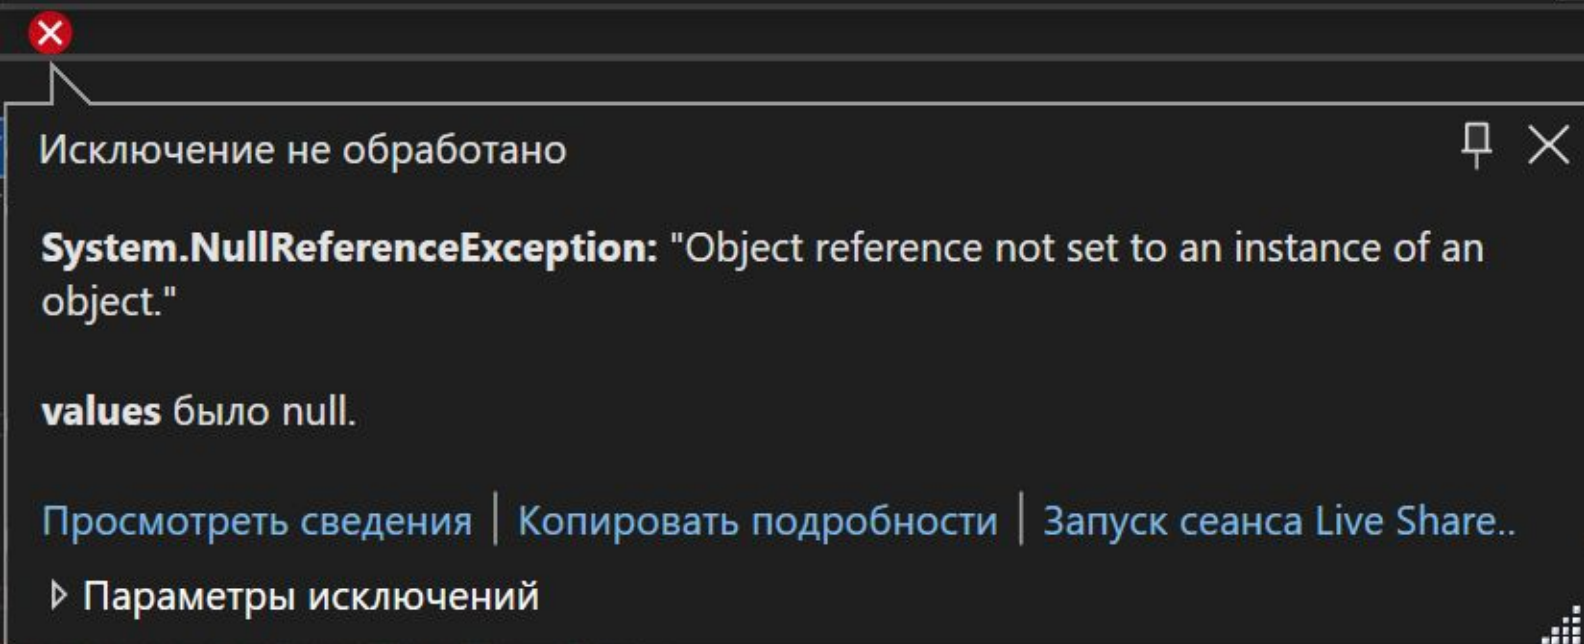 Исключение не обработано
System.NullReferenceException: "Object reference not set to an instance of an
object."
values было null.
Просмотреть сведения | Копировать подробности | Запуск сеанса Live Share..
Параметры исключений